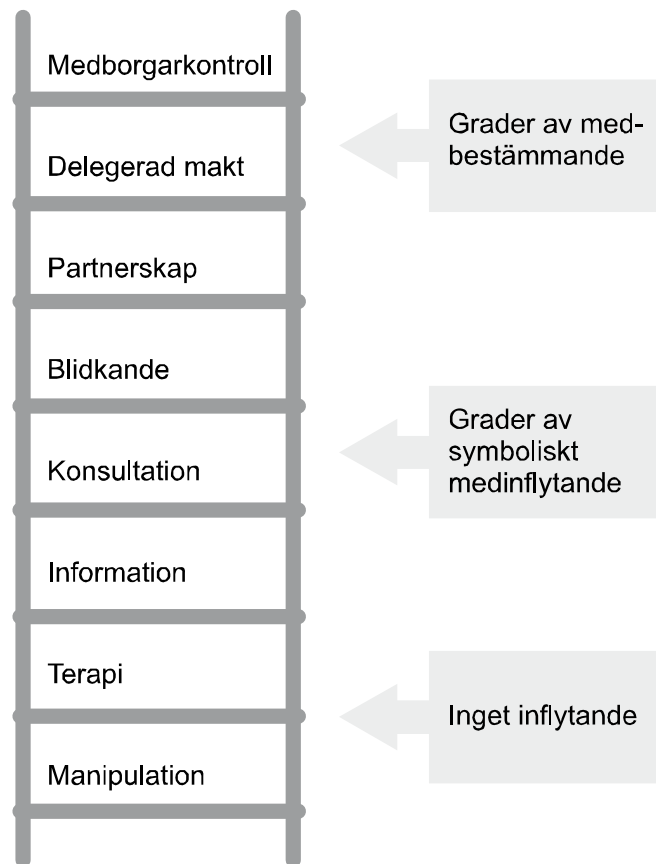 Medborgarkontroll
Delegerad makt
Partnerskap
Blidkande
Konsultation
Information
Terapi
Manipulation
Grader av med-
bestämmande
Grader av
symboliskt
medinflytande
Inget inflytande